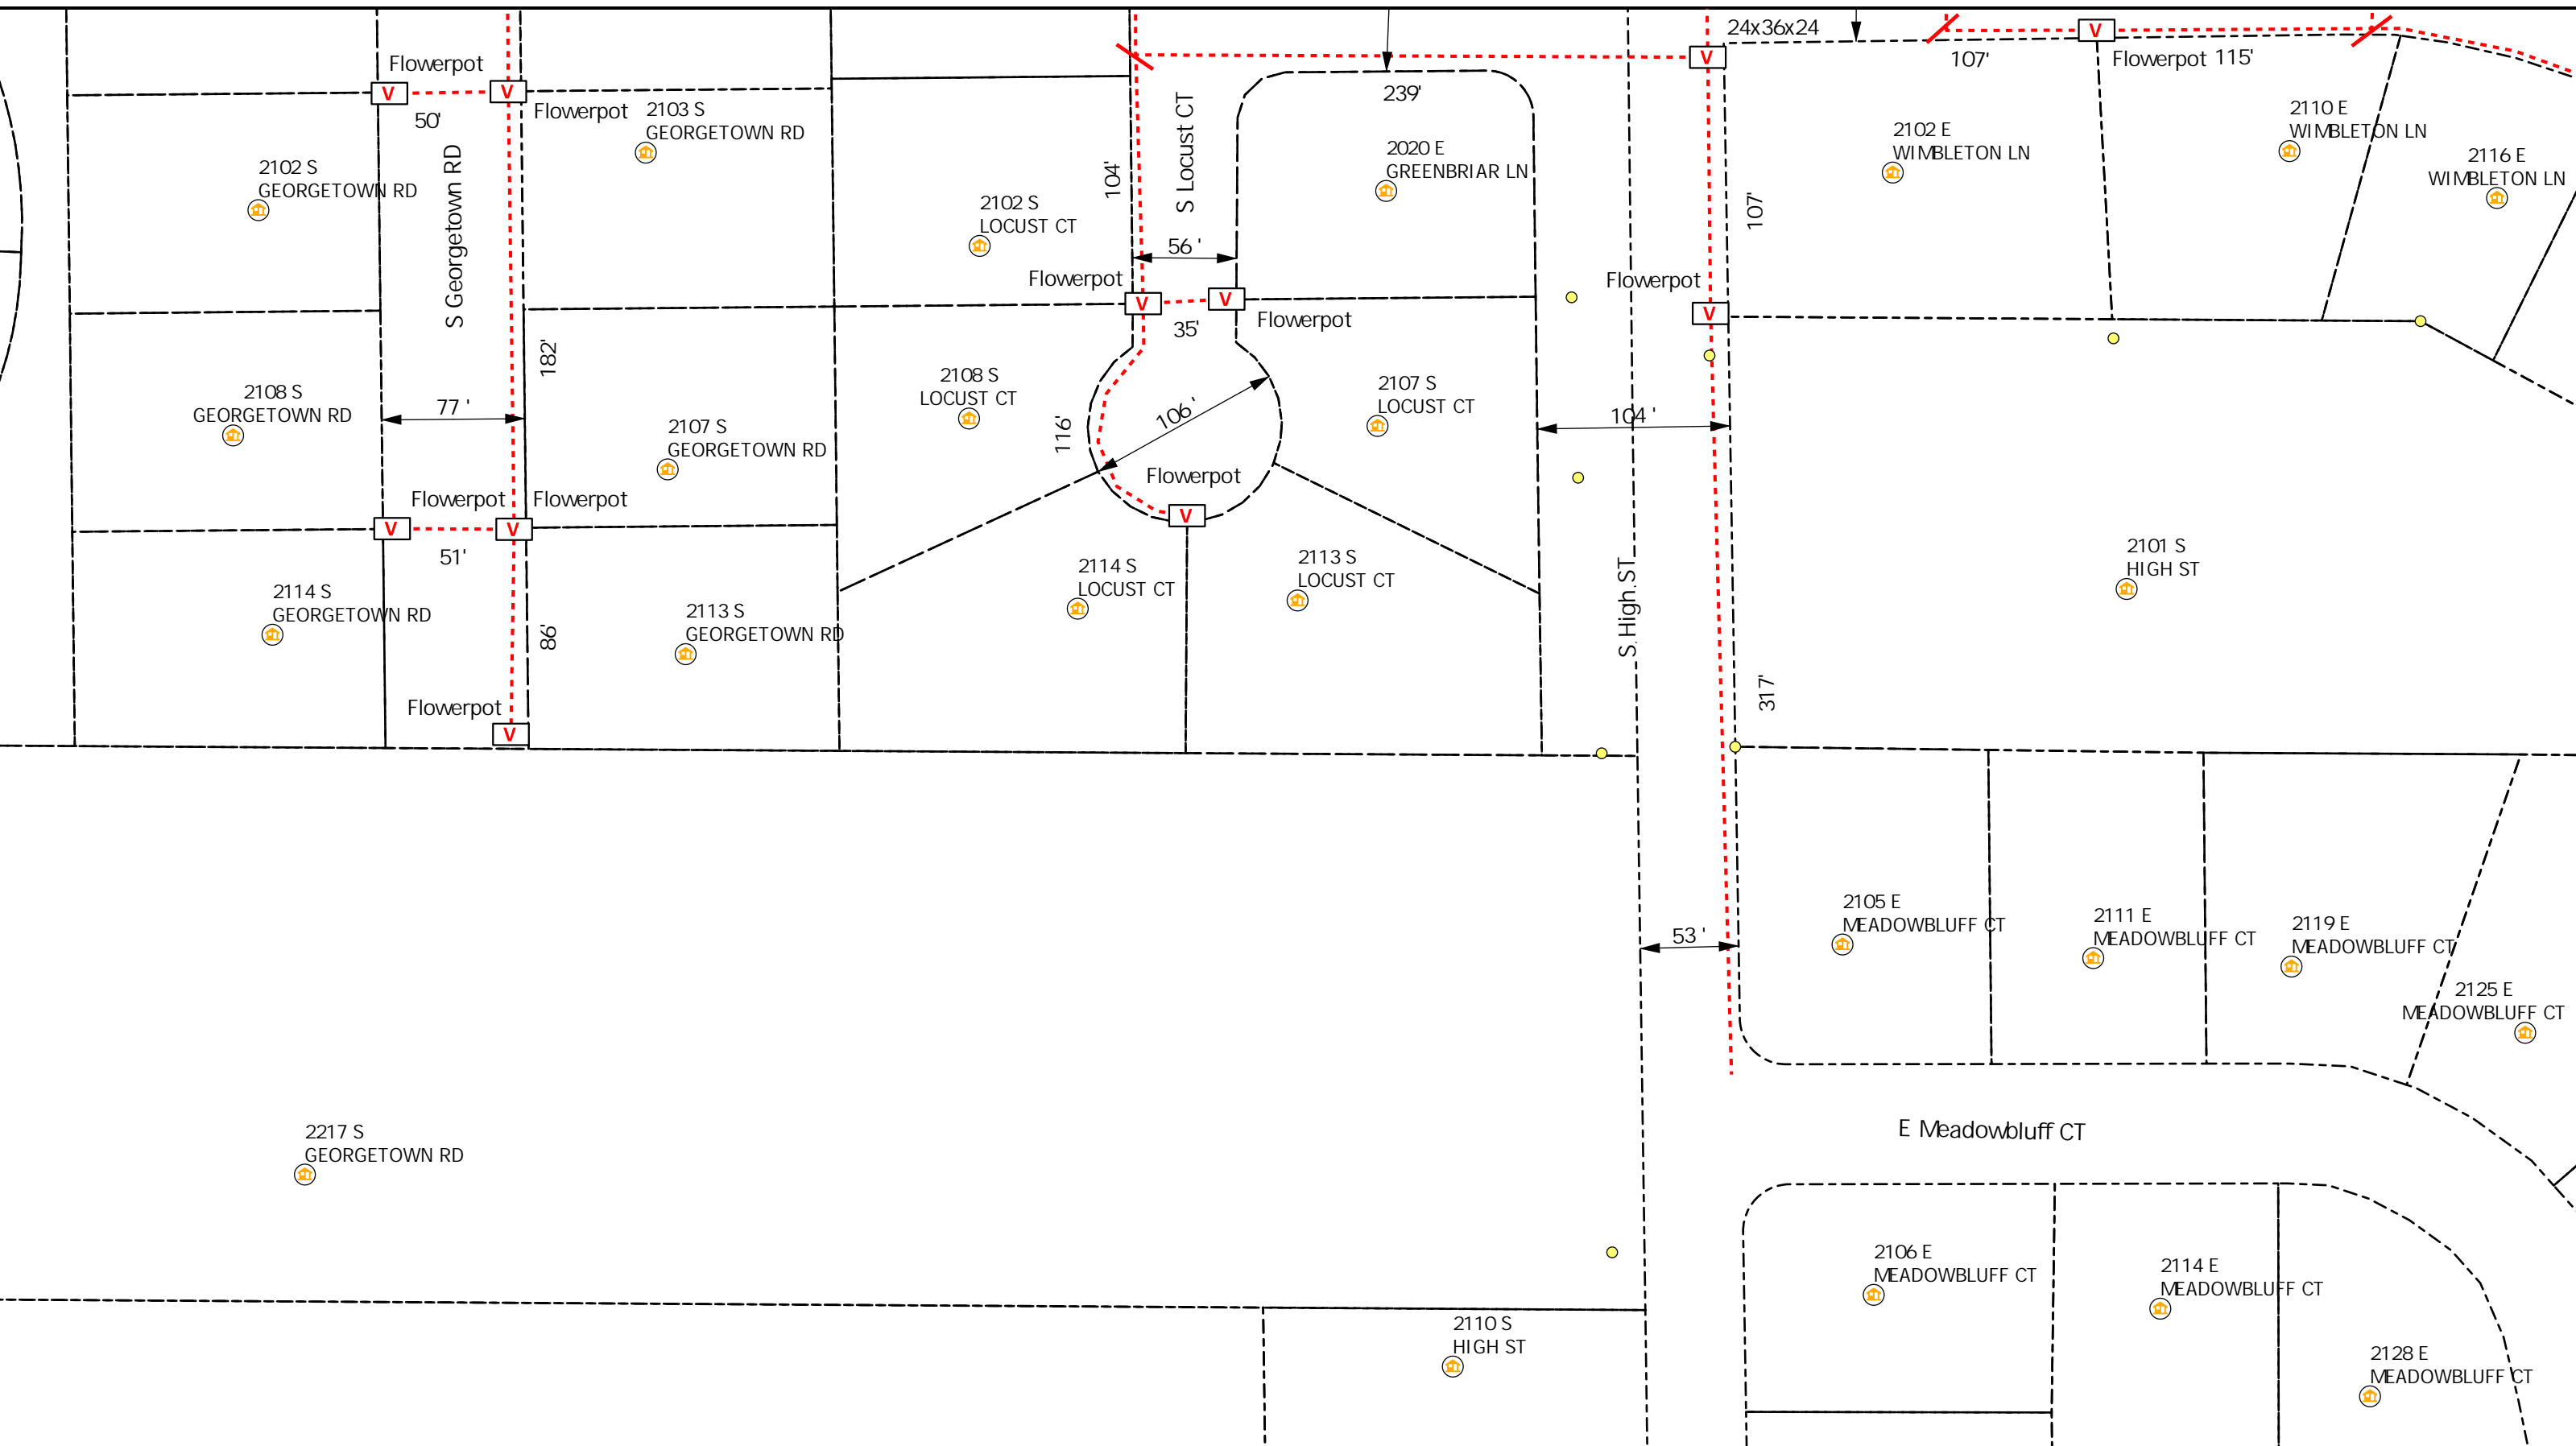 24x36x24
107'
V
Flowerpot 115'
Flowerpot
V
V
50'
Flowerpot
V
239'
2103 S
GEORGETOWN RD
2102 S
GEORGETOWN RD
S Georgetown RD
104'
S Locust CT
2020 E
GREENBRIAR LN
2102 E
WIMBLETON LN
2110 E
WIMBLETON LN
2116 E
WIMBLETON LN
2102 S
LOCUST CT
56 '
107'
Flowerpot
V
V
35'
Flowerpot
Flowerpot
V
182'
2108 S
GEORGETOWN RD
77 '
2107 S
GEORGETOWN RD
2108 S
LOCUST CT
116'
106 '
2107 S
LOCUST CT
104 '
Flowerpot
V
Flowerpot
Flowerpot
V
V
51'
2114 S
GEORGETOWN RD
86'
2113 S
GEORGETOWN RD
2114 S
LOCUST CT
2113 S
LOCUST CT
S. High. ST
2101 S
HIGH ST
317'
Flowerpot
V
53 '
2105 E
MEADOWBLUFF CT
2111 E
MEADOWBLUFF CT
2119 E
MEADOWBLUFF CT
2125 E
MEADOWBLUFF CT
E Meadowbluff CT
2217 S
GEORGETOWN RD
2106 E
MEADOWBLUFF CT
2114 E
MEADOWBLUFF CT
2110 S
HIGH ST
2128 E
MEADOWBLUFF CT